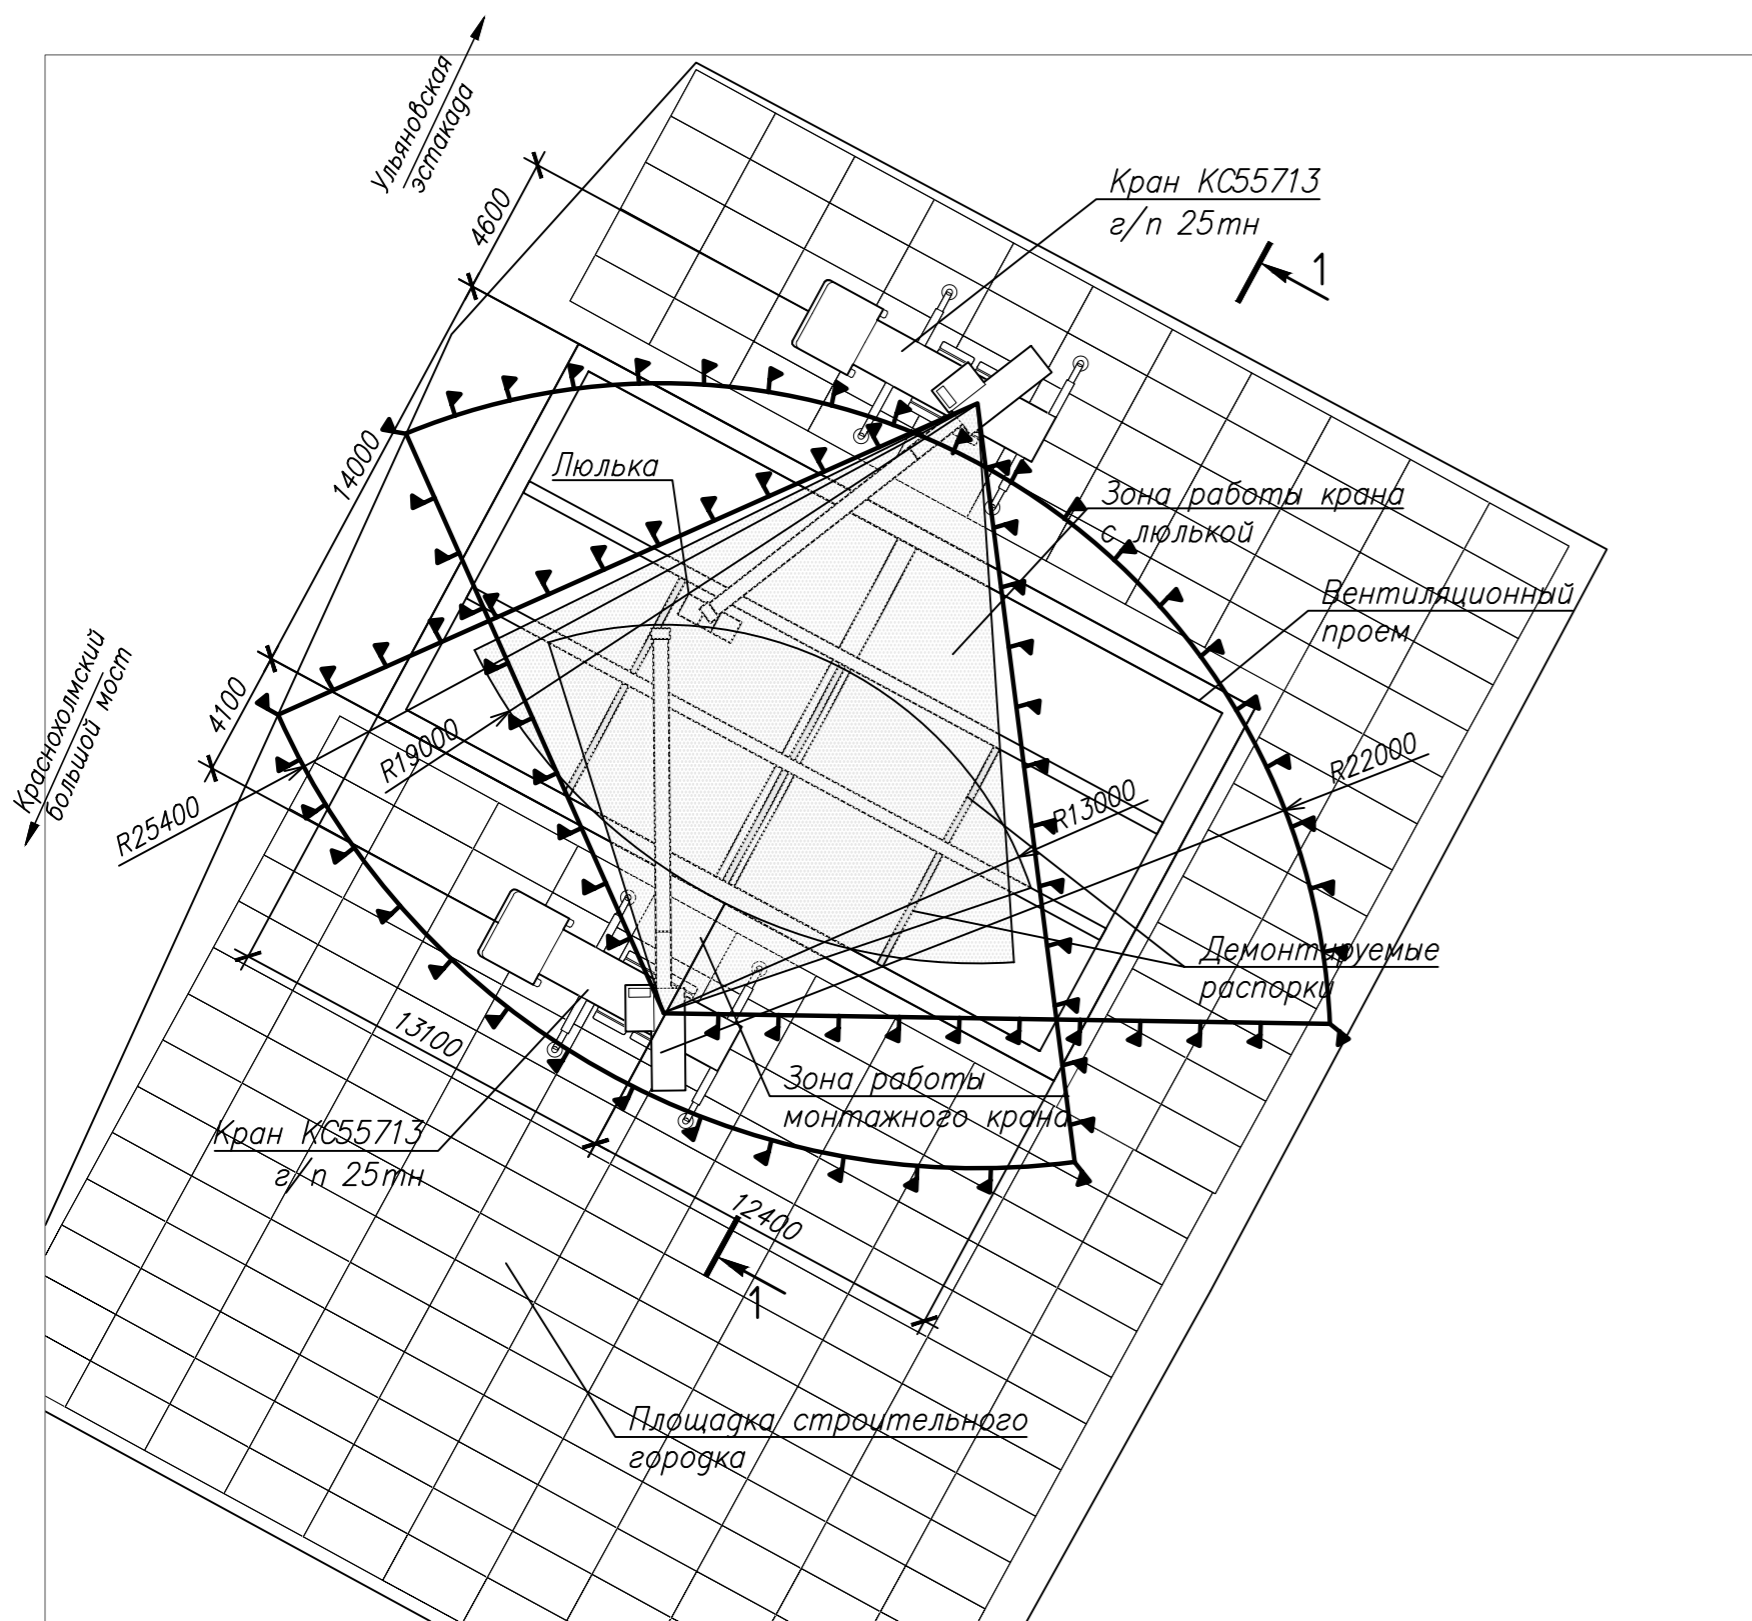 Ульяновская
эстакада
4600
Кран КС55713
г/п 25тн
1
14000
Люлька
Зона работы крана
с люлькой
Вентиляционный
проем
Краснохолмский
большой мост
4100
R19000
R25400
R13000
R22000
Демонтируемые
распорки
13100
Зона работы
монтажного крана
Кран КС55713
г/п 25тн
12400
1
Площадка строительного
городка